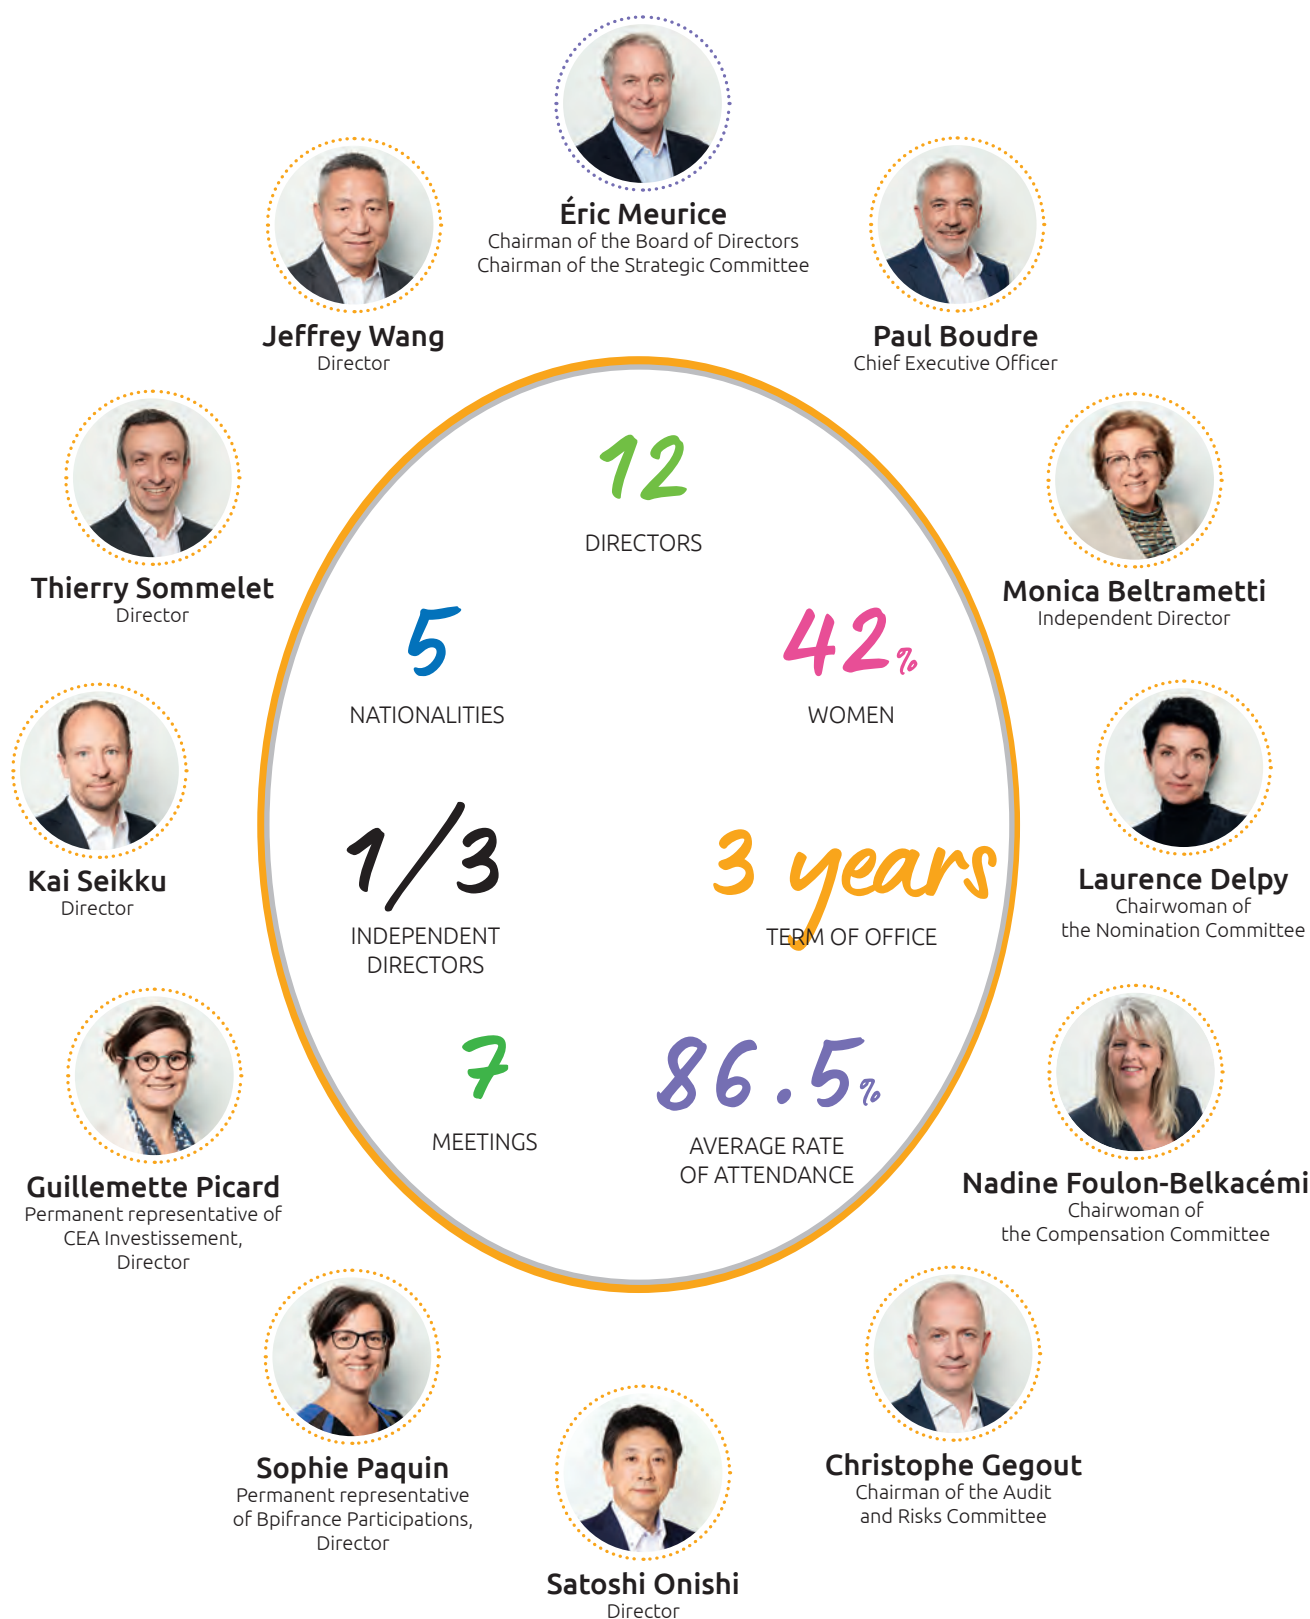 Éric Meurice
Chairman of the Board of Directors
Chairman of the Strategic Committee
Jeffrey Wang
Director
Paul Boudre
Chief Executive Officer
Thierry Sommelet
Director
Monica Beltrametti
Independent Director
Kai Seikku
Director
Laurence Delpy
Chairwoman of
the Nomination Committee
Guillemette Picard
Permanent representative of
CEA Investissement,
Director
Nadine Foulon-Belkacémi
Chairwoman of
the Compensation Committee
Sophie Paquin
Permanent representative
of Bpifrance Participations,
Director
Christophe Gegout
Chairman of the Audit
and Risks Committee
Satoshi Onishi
Director
12
DIRECTORS
5
NATIONALITIES
42%
WOMEN
1/3
INDEPENDENT
DIRECTORS
3 years
TERM OF OFFICE
7
MEETINGS
86.5%
AVERAGE RATE
OF ATTENDANCE